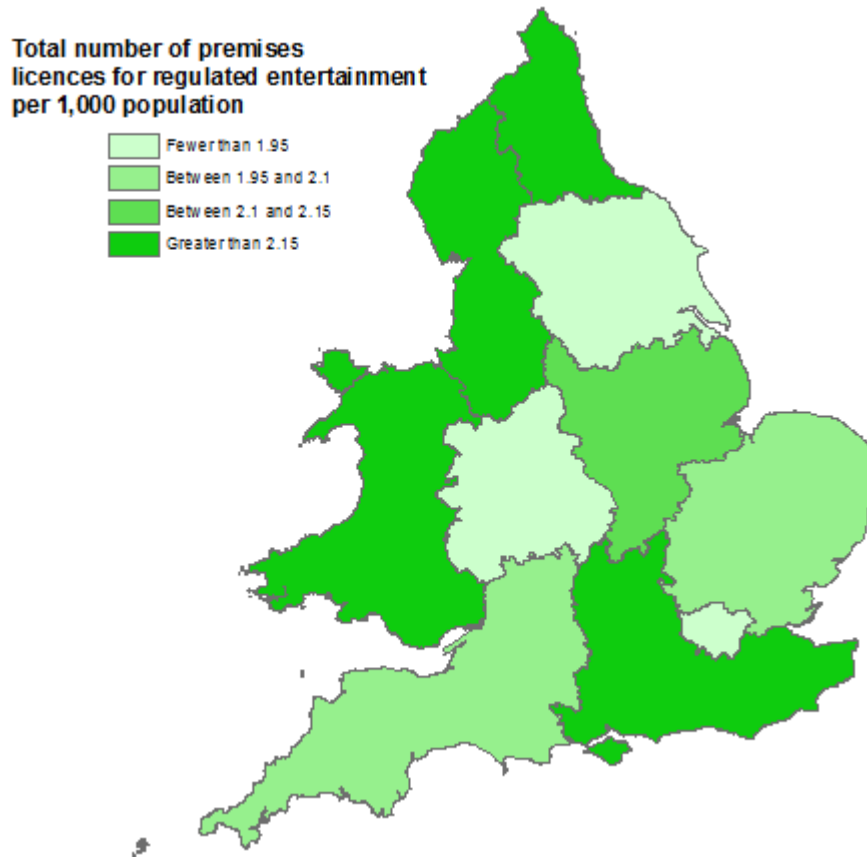 Total number of premises
licences for regulated entertainment
per 1,000 population
Fewer than 1.95
Between 1.95 and 2.1
Between 2.1 and 2.15
Greater than 2.15